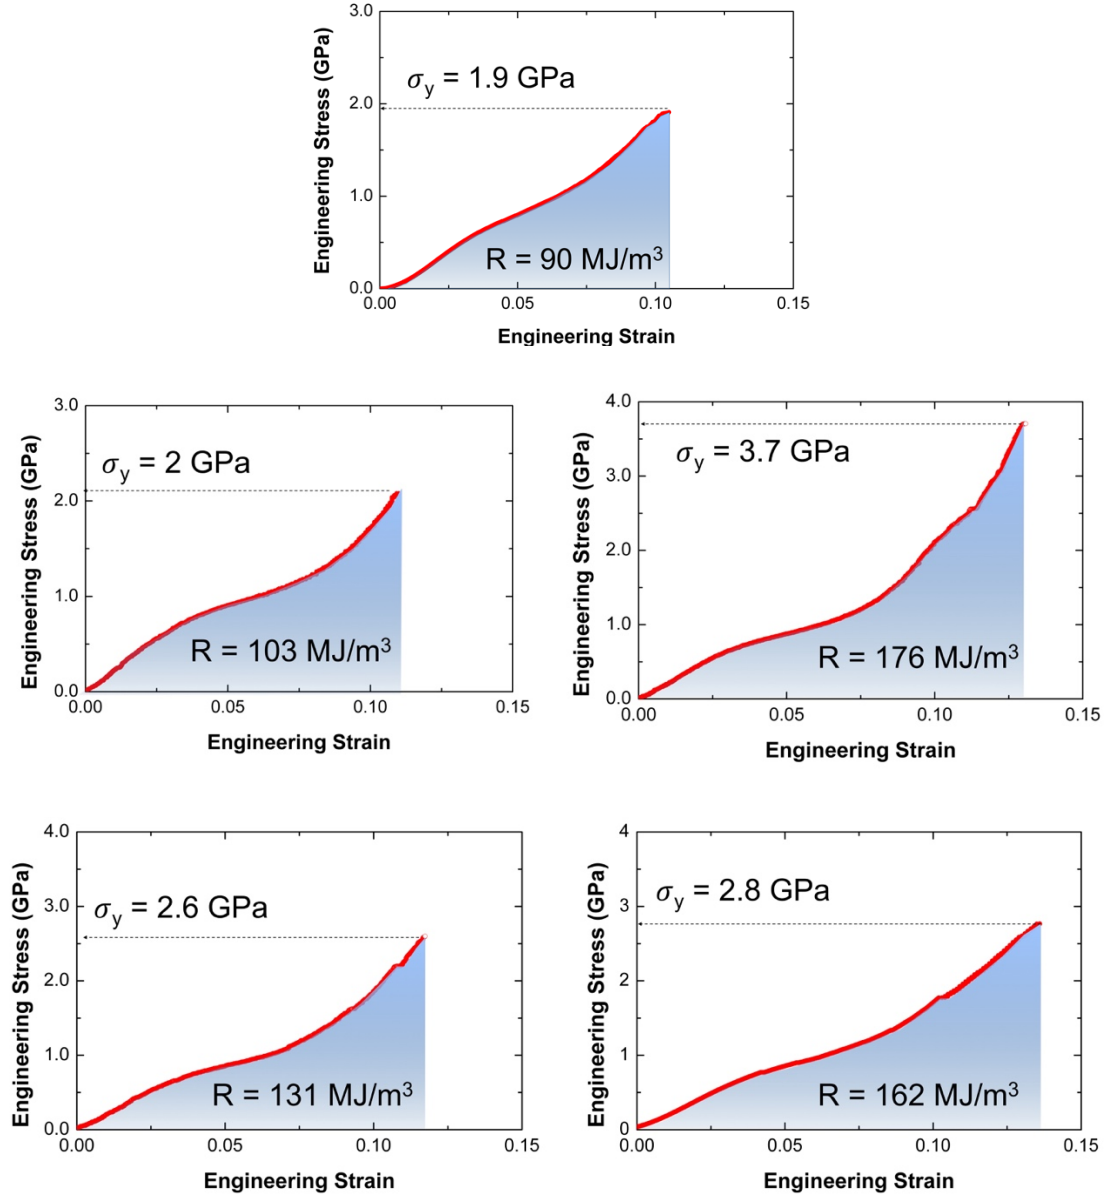 3.0
2.0
1.0
0.0
Engineering Stress (GPa)
σy = 1.9 GPa
R = 90 MJ/m³
0.00 0.05 0.10 0.15
Engineering Strain
3.0
2.0
1.0
0.0
Engineering Stress (GPa)
σy = 2 GPa
R = 103 MJ/m³
0.00 0.05 0.10 0.15
Engineering Strain
4.0
3.0
2.0
1.0
0.0
Engineering Stress (GPa)
σy = 3.7 GPa
R = 176 MJ/m³
0.00 0.05 0.10 0.15
Engineering Strain
4.0
3.0
2.0
1.0
0.0
Engineering Stress (GPa)
σy = 2.6 GPa
R = 131 MJ/m³
0.00 0.05 0.10 0.15
Engineering Strain
4
3
2
1
0
Engineering Stress (GPa)
σy = 2.8 GPa
R = 162 MJ/m³
0.00 0.05 0.10 0.15
Engineering Strain